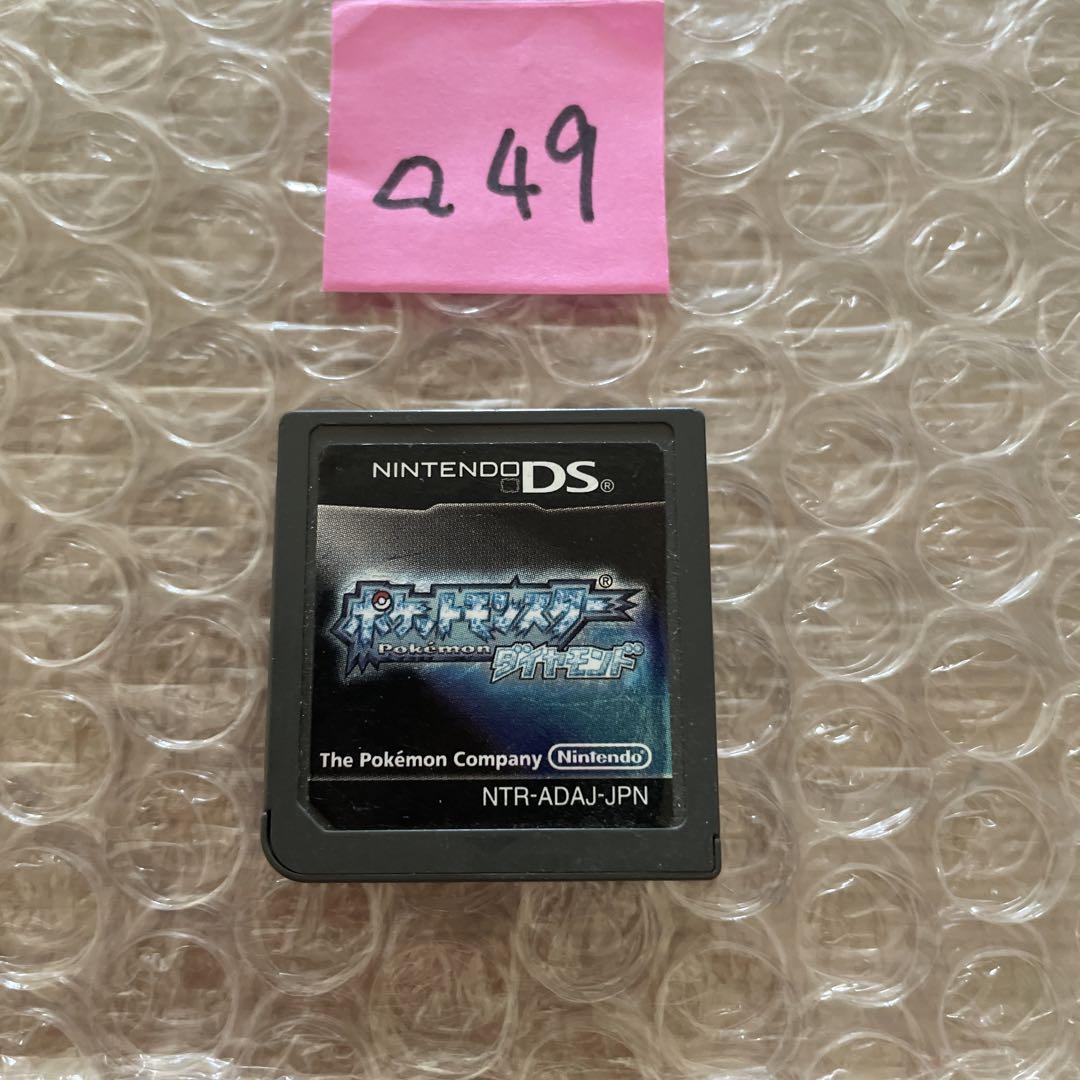 a 49
NINTENDO DS®
ポケットモンスター®
Pokémon ダイヤモンド
The Pokémon Company Nintendo®
NTR-ADAJ-JPN